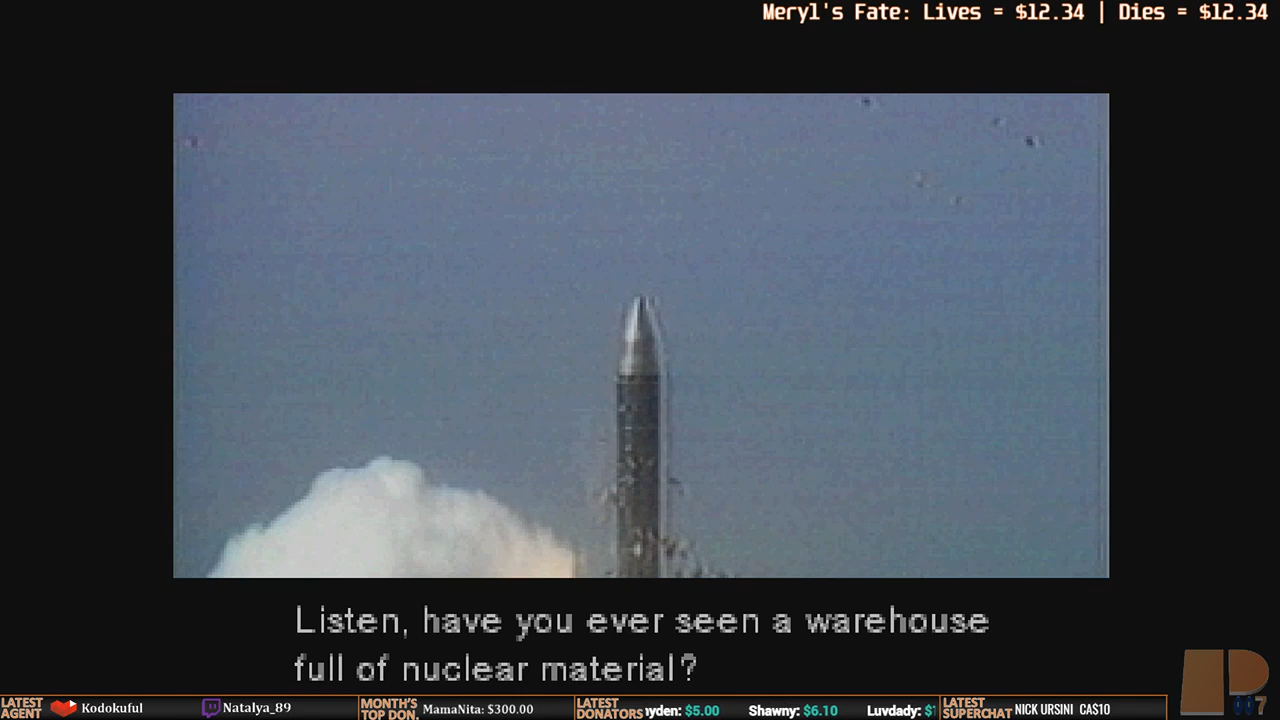 Meryl's Fate: Lives = $12.34 | Dies = $12.34
Listen, have you ever seen a warehouse
full of nuclear material?
LATEST AGENT Kodokuful Natalya_89 MONTH'S TOP DON. MamaNita: $300.00 LATEST DONATORS yden: $5.00 Shawny: $6.10 Luvdady: $1 LATEST SUPERCHAT NICK URSINI CA$10